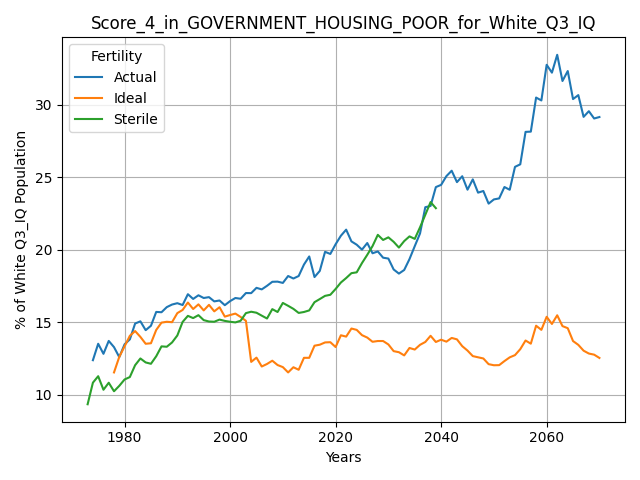 Score_4_in_GOVERNMENT_HOUSING_POOR_for_White_Q3_IQ
Fertility
Actual
Ideal
Sterile
% of White Q3_IQ Population
30
25
20
15
10
1980
2000
2020
2040
2060
Years